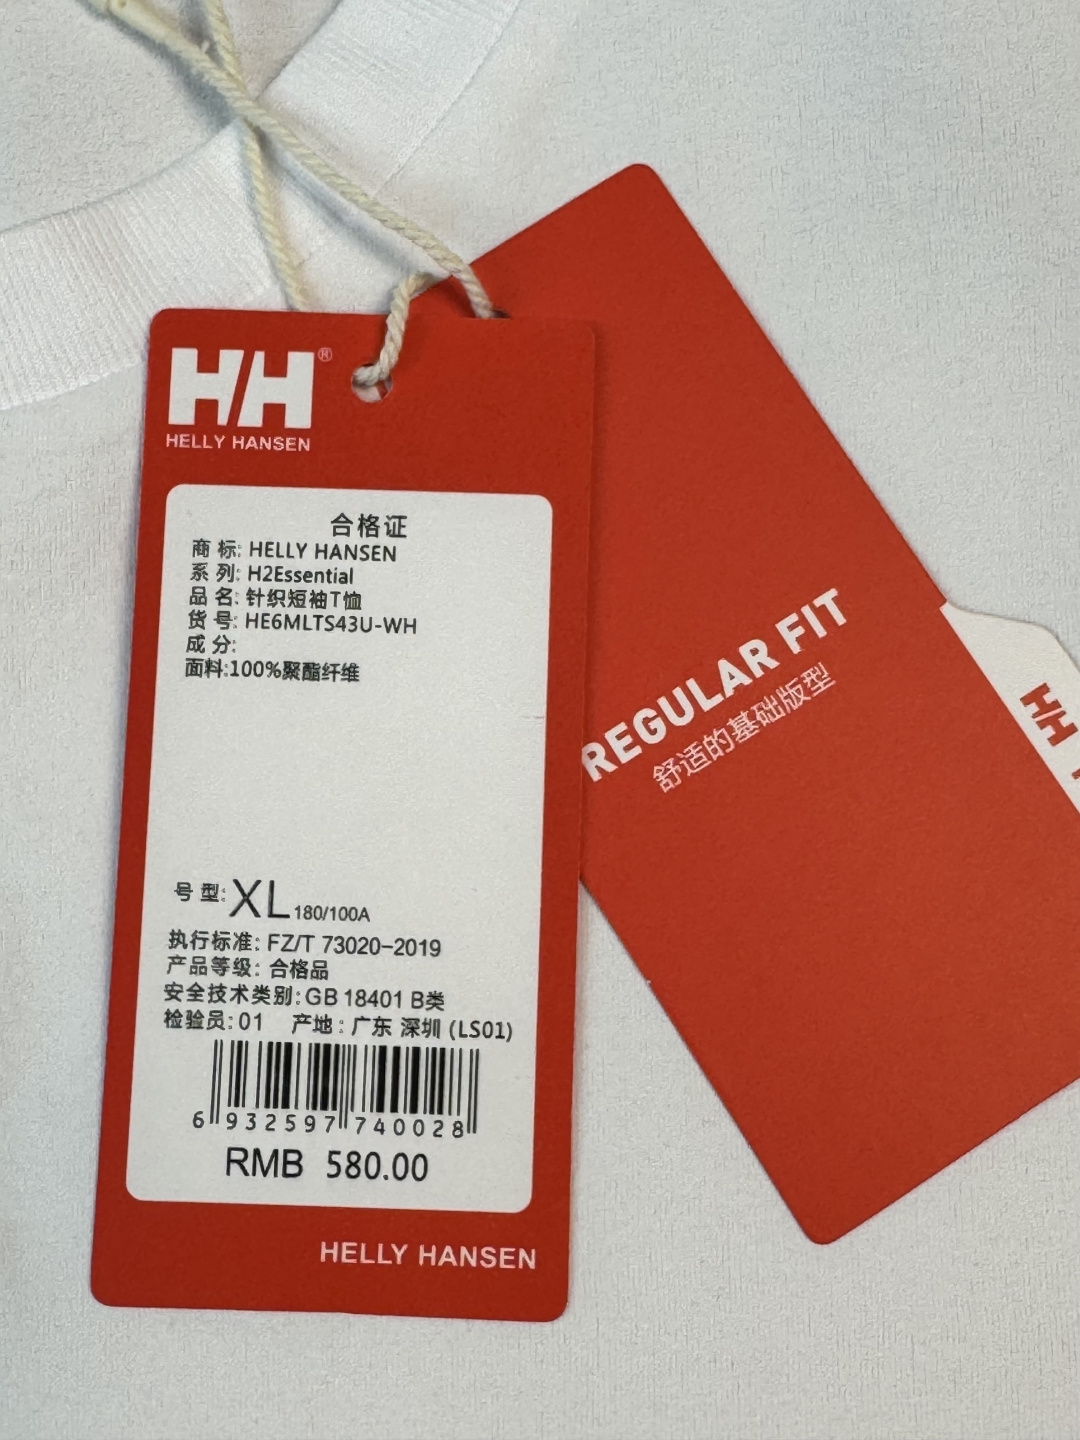 HH®
HELLY HANSEN
合格证
商 标: HELLY HANSEN
系 列: H2Essential
品 名: 针织短袖T恤
货 号: HE6MLTS43U-WH
成 分:
面料:100%聚酯纤维
号 型: XL 180/100A
执行标准: FZ/T 73020-2019
产品等级: 合格品
安全技术类别: GB 18401 B类
检验员: 01 产地: 广东 深圳 (LS01)
6 932597 740028
RMB 580.00
HELLY HANSEN
REGULAR FIT
舒适的基础版型
HH